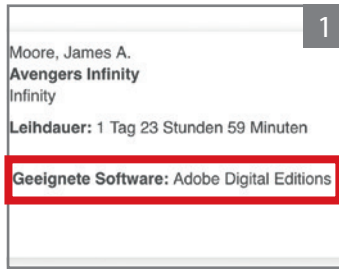 1
Moore, James A.
Avengers Infinity
Infinity
Leihdauer: 1 Tag 23 Stunden 59 Minuten
Geeignete Software: Adobe Digital Editions